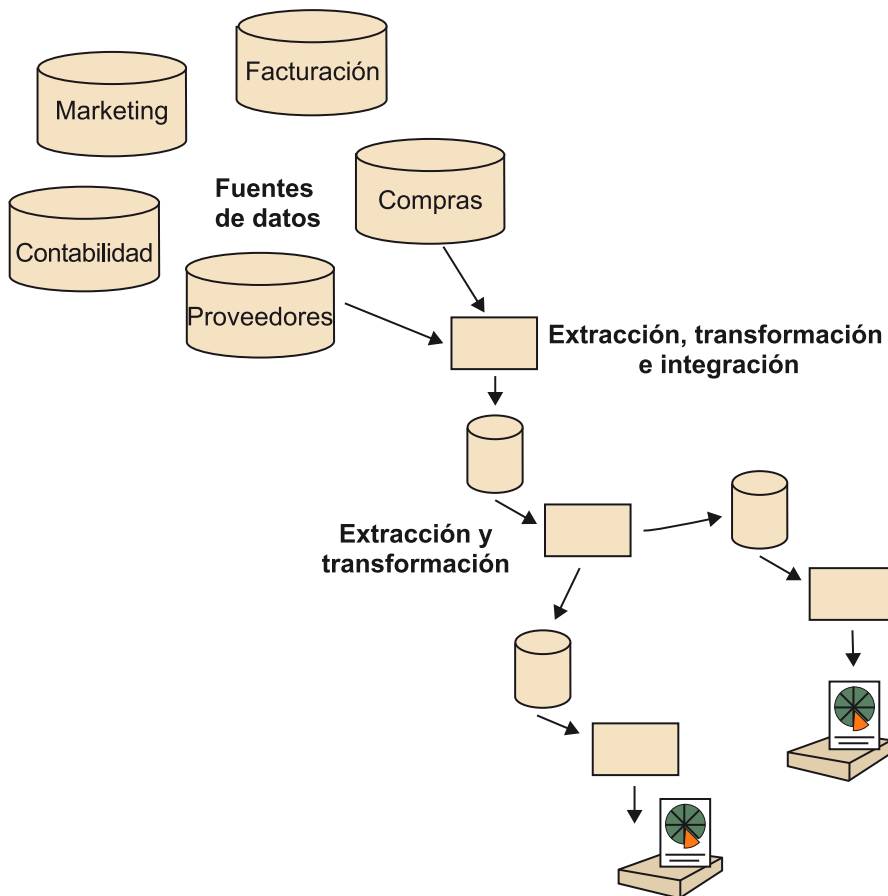 Facturación
Marketing
Fuentes
de datos
Compras
Contabilidad
Proveedores
Extracción, transformación
e integración
Extracción y
transformación